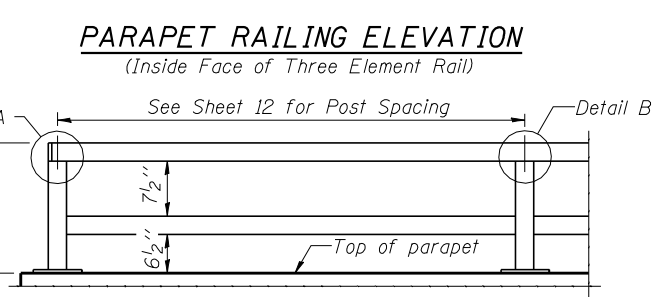 PARAPET RAILING ELEVATION
(Inside Face of Three Element Rail)
A
See Sheet 12 for Post Spacing
Detail B
7½"
6½"
Top of parapet